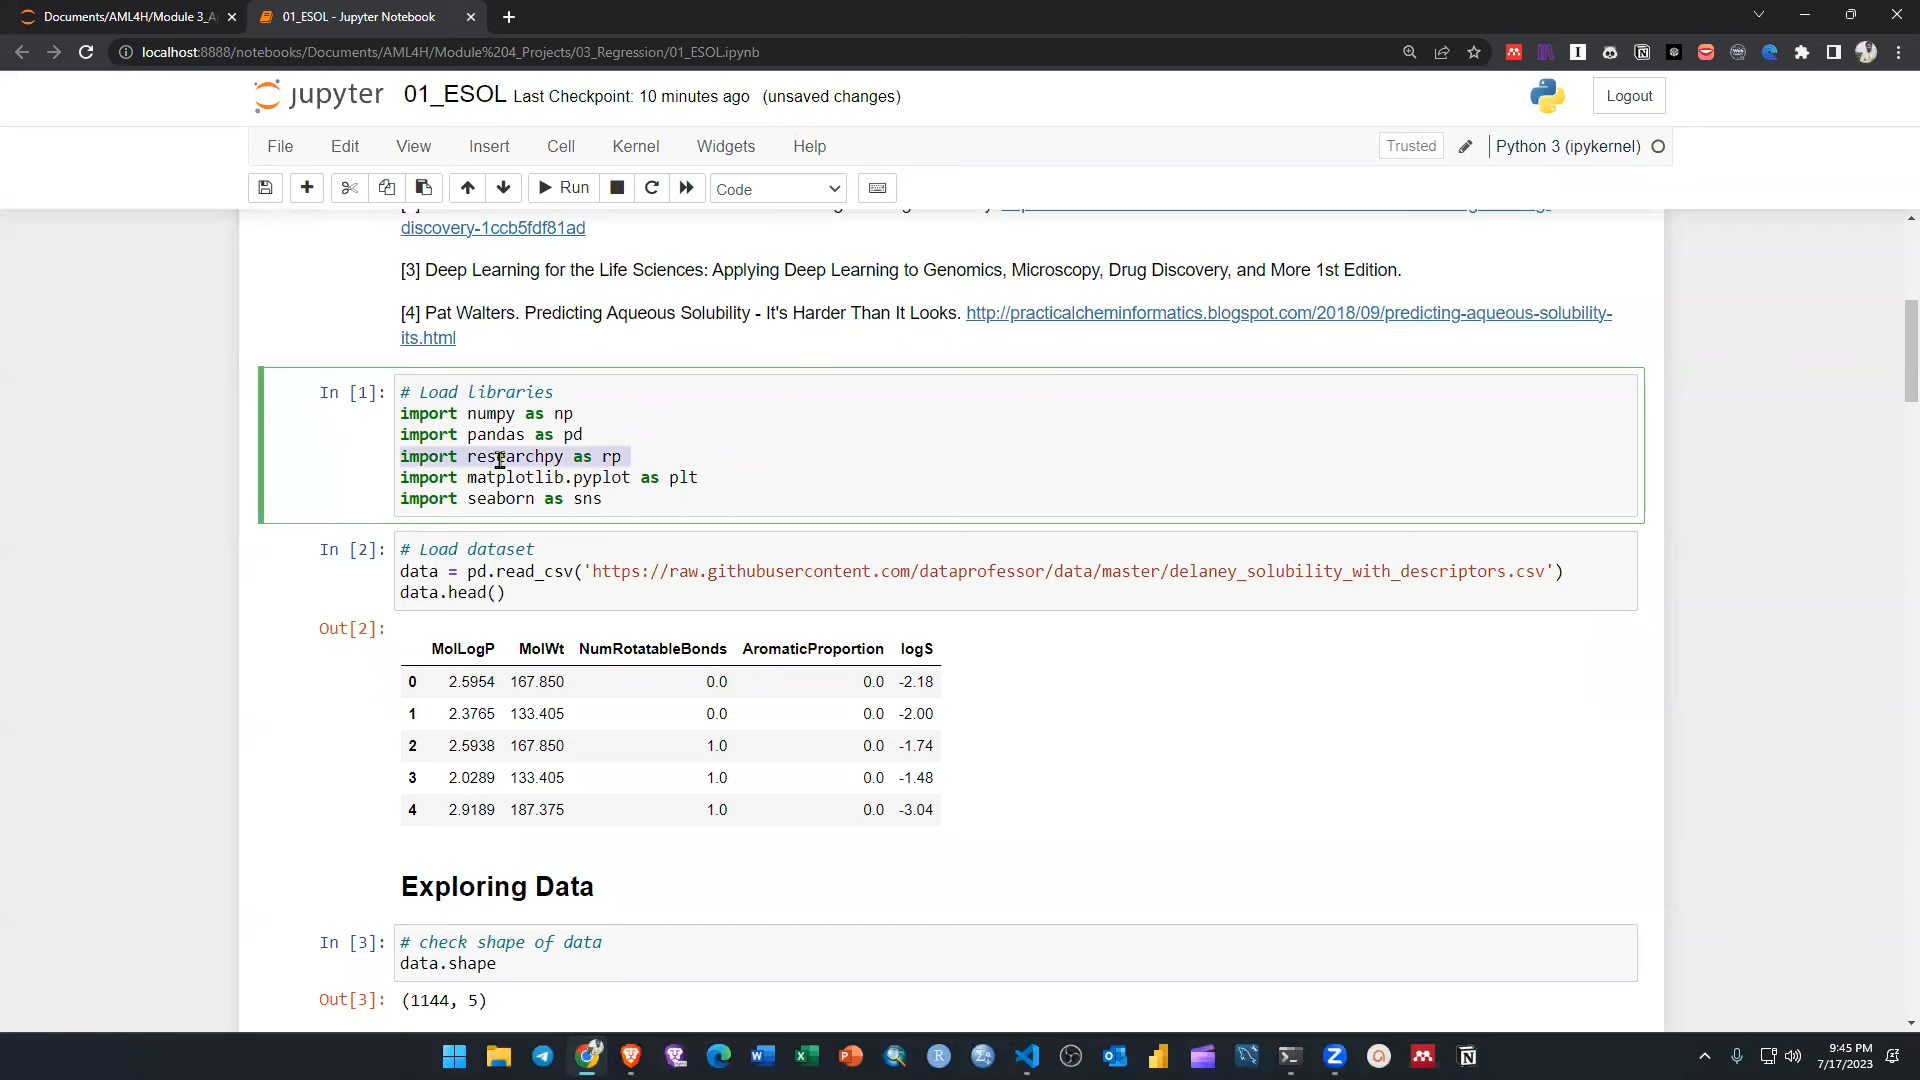 Documents/AML4H/Module 3_A
01_ESOL - Jupyter Notebook
localhost:8888/notebooks/Documents/AML4H/Module%204_Projects/03_Regression/01_ESOL.ipynb
jupyter 01_ESOL Last Checkpoint: 10 minutes ago (unsaved changes)
Logout
File Edit View Insert Cell Kernel Widgets Help
Trusted
Python 3 (ipykernel)
Run
Code
discovery-1ccb5fdf81ad
[3] Deep Learning for the Life Sciences: Applying Deep Learning to Genomics, Microscopy, Drug Discovery, and More 1st Edition.
[4] Pat Walters. Predicting Aqueous Solubility - It's Harder Than It Looks. http://practicalcheminformatics.blogspot.com/2018/09/predicting-aqueous-solubility-
its.html
In [1]: # Load libraries
import numpy as np
import pandas as pd
import researchpy as rp
import matplotlib.pyplot as plt
import seaborn as sns
In [2]: # Load dataset
data = pd.read_csv('https://raw.githubusercontent.com/dataprofessor/data/master/delaney_solubility_with_descriptors.csv')
data.head()
Out[2]:
MolLogP MolWt NumRotatableBonds AromaticProportion logS
0 2.5954 167.850 0.0 0.0 -2.18
1 2.3765 133.405 0.0 0.0 -2.00
2 2.5938 167.850 1.0 0.0 -1.74
3 2.0289 133.405 1.0 0.0 -1.48
4 2.9189 187.375 1.0 0.0 -3.04
Exploring Data
In [3]: # check shape of data
data.shape
Out[3]: (1144, 5)
9:45 PM
7/17/2023